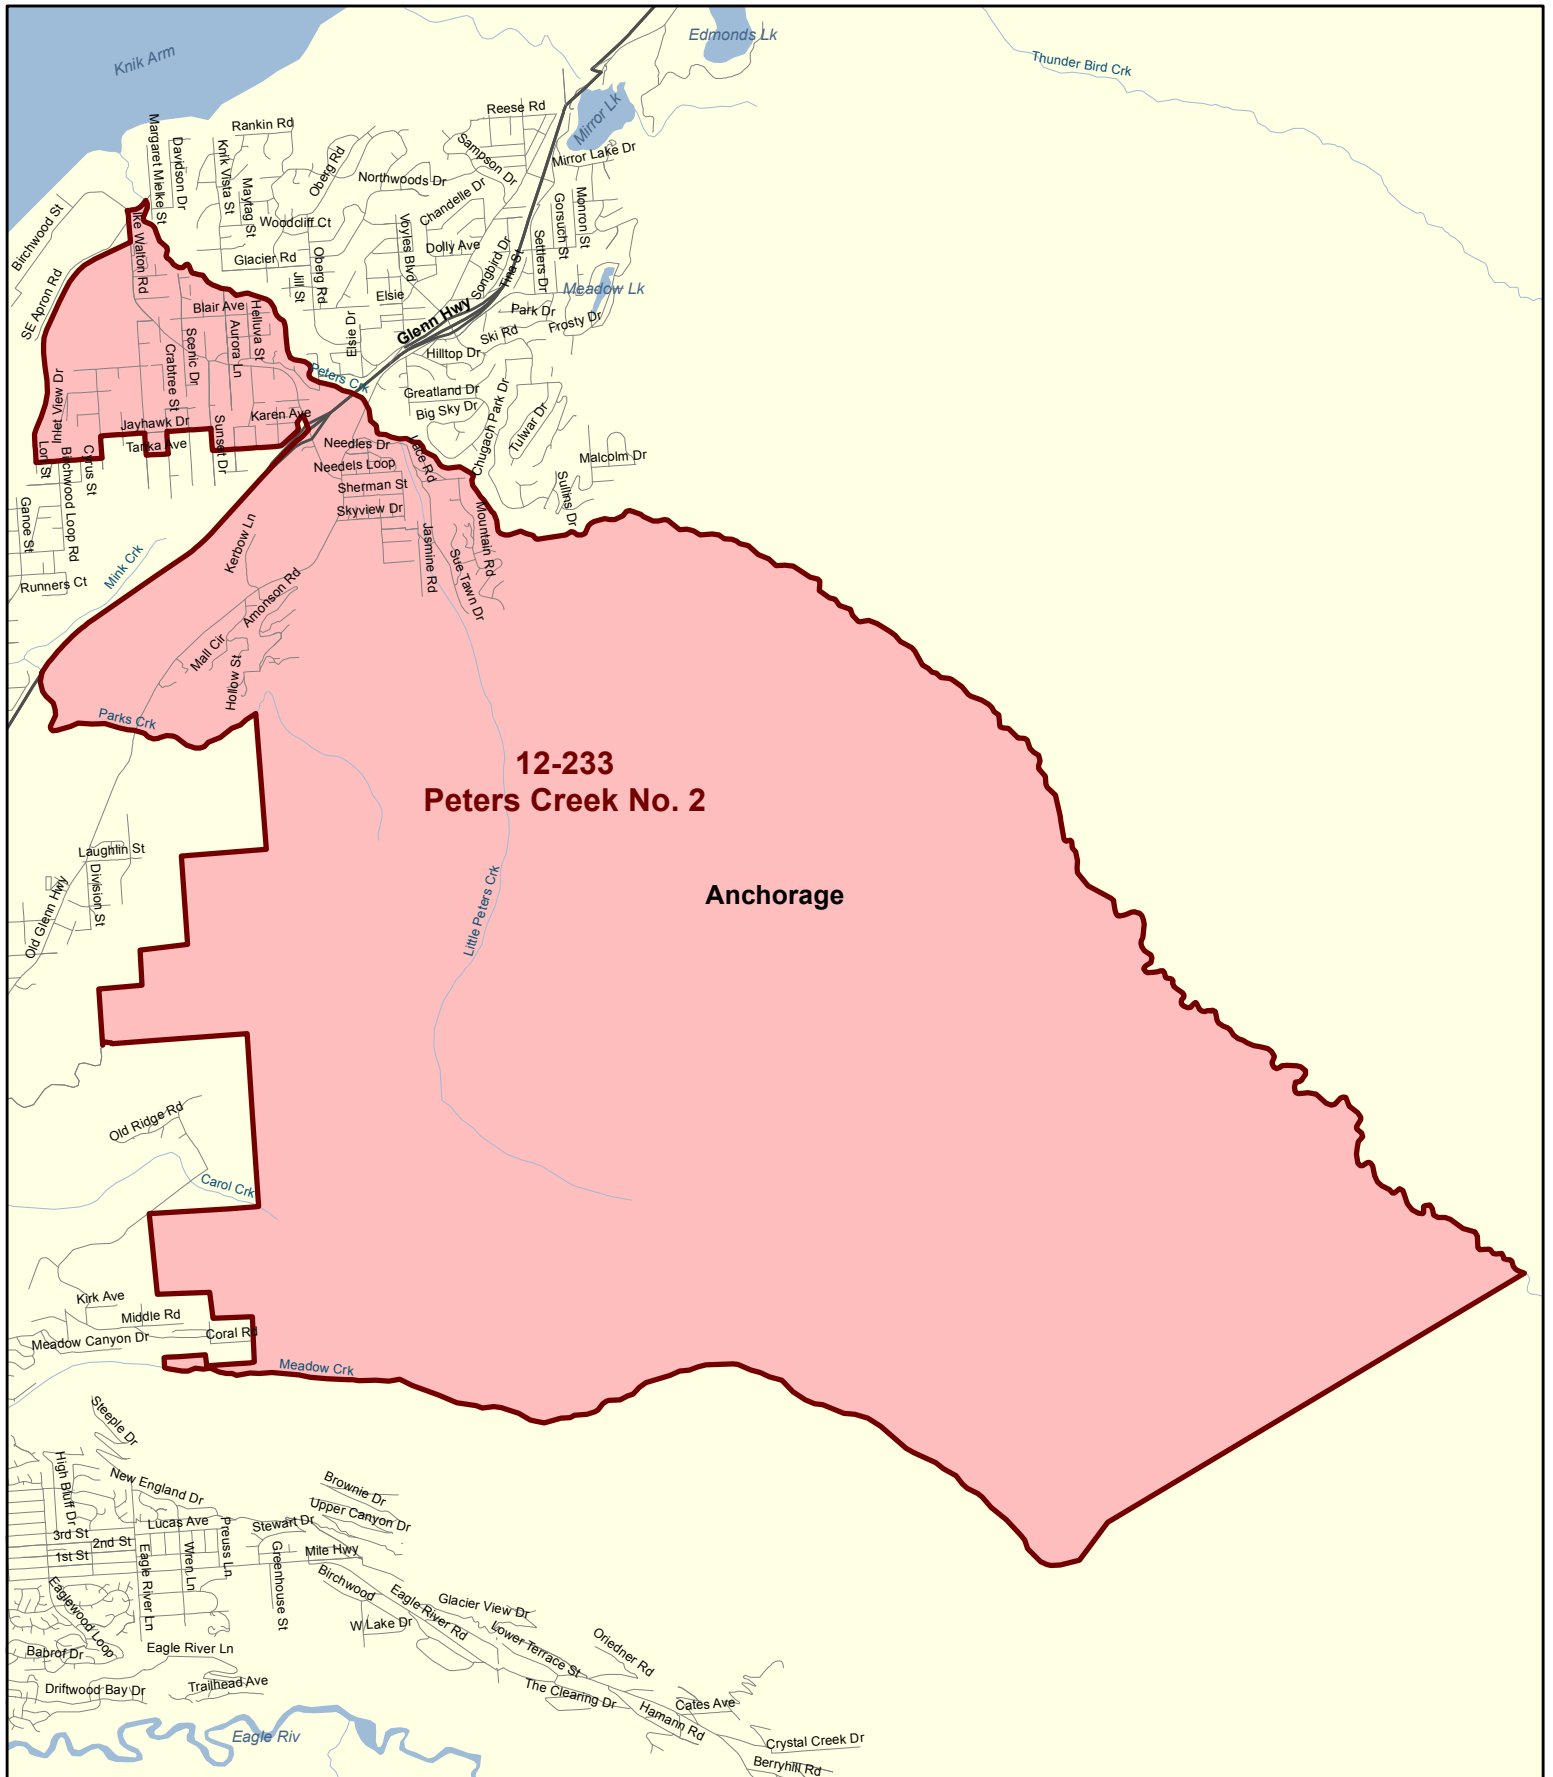 Edmonds Lk
Knik Arm
Thunder Bird Crk
Mirror Lk
Reese Rd
Rankin Rd
Margaret Mielke St
Davidson Dr
Knik Vista St
Maytag St
Oberg Rd
Sampson Dr
Mirror Lake Dr
Northwoods Dr
Chandelle Dr
Gorsuch St
Monron St
Birchwood St
Ike Walton Rd
Woodcliff Ct
Voyles Blvd
Dolly Ave
Songbird Dr
Tina St
Settlers Dr
Glacier Rd
Jill St
Oberg Rd
Elsie
Meadow Lk
SE Apron Rd
Blair Ave
Helluva St
Elsie Dr
Glenn Hwy
Park Dr
Ski Rd
Frosty Dr
Scenic Dr
Aurora Ln
Crabtree St
Hilltop Dr
Peters Crk
Inlet View Dr
Greatland Dr
Big Sky Dr
Chugach Park Dr
Tulwar Dr
Karen Ave
Jayhawk Dr
Sunset Dr
Tanka Ave
Lori St
Birchwood Loop Rd
Cyrus St
Needles Dr
Lace Rd
Needels Loop
Malcolm Dr
Sullins Dr
Sherman St
Skyview Dr
Mountain Rd
Ganoe St
Kerbow Ln
Jasmine Rd
Sue Tawn Dr
Mink Crk
Runners Ct
Amonson Rd
Mall Cir
Hollow St
Parks Crk
12-233
Peters Creek No. 2
Laughlin St
Division St
Old Glenn Hwy
Anchorage
Little Peters Crk
Old Ridge Rd
Carol Crk
Kirk Ave
Middle Rd
Meadow Canyon Dr
Coral Rd
Meadow Crk
Steeple Dr
High Bluff Dr
New England Dr
Brownie Dr
Upper Canyon Dr
Lucas Ave
Stewart Dr
3rd St
2nd St
1st St
Preuss Ln
Wren Ln
Eagle River Ln
Greenhouse St
Mile Hwy
Birchwood
Eagle River Rd
Glacier View Dr
Eaglewood Loop
W Lake Dr
Lower Terrace St
Oriedner Rd
Babrof Dr
Eagle River Ln
Driftwood Bay Dr
Trailhead Ave
The Clearing Dr
Hamann Rd
Cates Ave
Eagle Riv
Crystal Creek Dr
Berryhill Rd